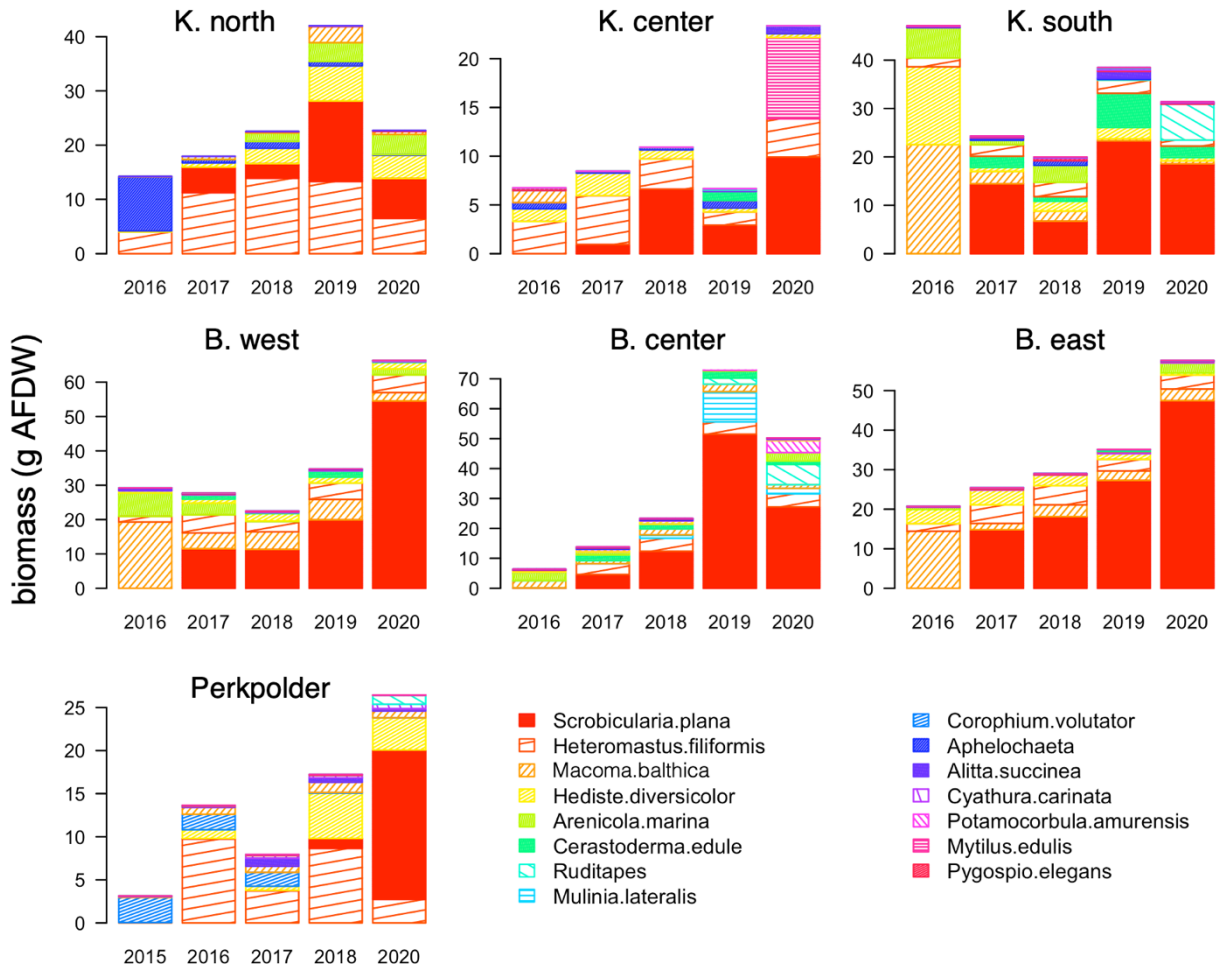 K. north
K. center
K. south
40
30
20
10
0
2016 2017 2018 2019 2020
20
15
10
5
0
2016 2017 2018 2019 2020
40
30
20
10
0
2016 2017 2018 2019 2020
biomass (g AFDW)
B. west
B. center
B. east
60
50
40
30
20
10
0
2016 2017 2018 2019 2020
70
60
50
40
30
20
10
0
2016 2017 2018 2019 2020
50
40
30
20
10
0
2016 2017 2018 2019 2020
Perkpolder
25
20
15
10
5
0
2015 2016 2017 2018 2020
Scrobicularia.plana
Heteromastus.filiformis
Macoma.balthica
Hediste.diversicolor
Arenicola.marina
Cerastoderma.edule
Ruditapes
Mulinia.lateralis
Corophium.volutator
Aphelochaeta
Alitta.succinea
Cyathura.carinata
Potamocorbula.amurensis
Mytilus.edulis
Pygospio.elegans